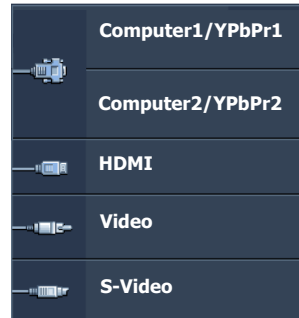 Computer1/YPbPr1
Computer2/YPbPr2
HDMI
Video
S-Video